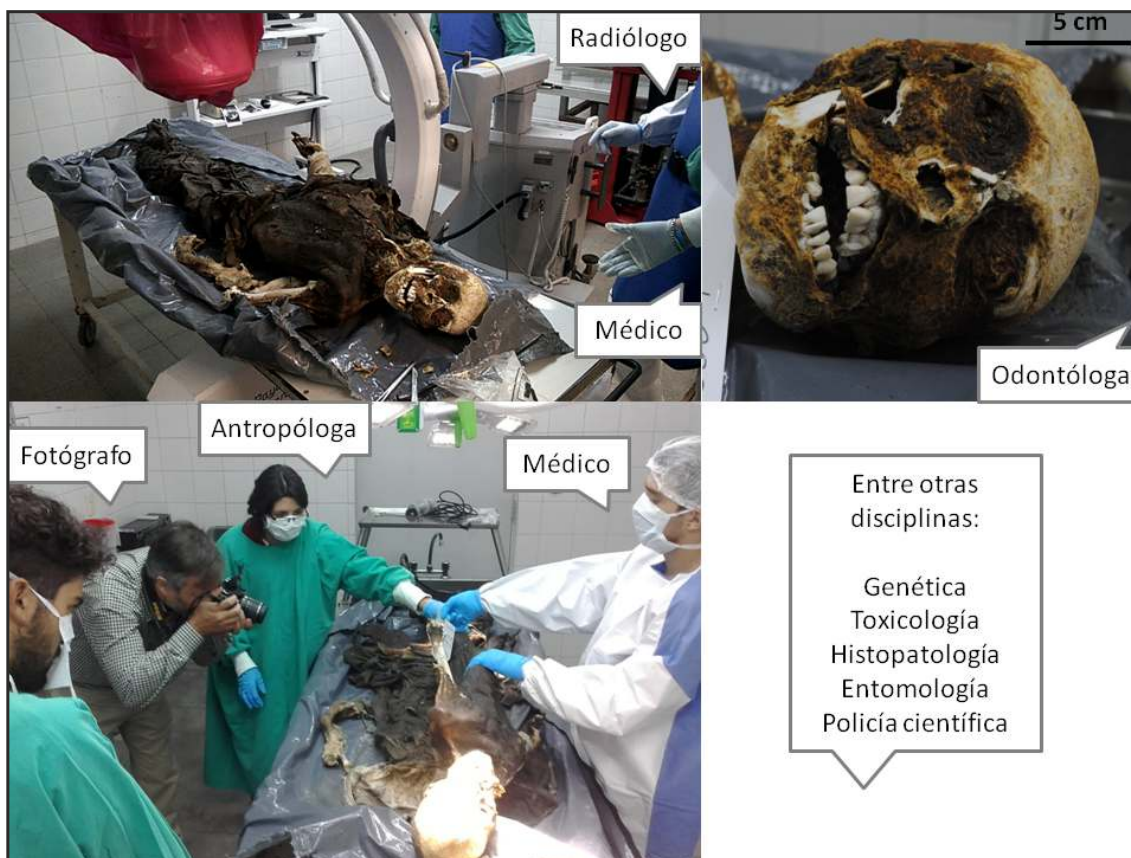 Radiólogo
5 cm
Médico
Odontóloga
Fotógrafo
Antropóloga
Médico
Entre otras
disciplinas:
Genética
Toxicología
Histopatología
Entomología
Policía científica